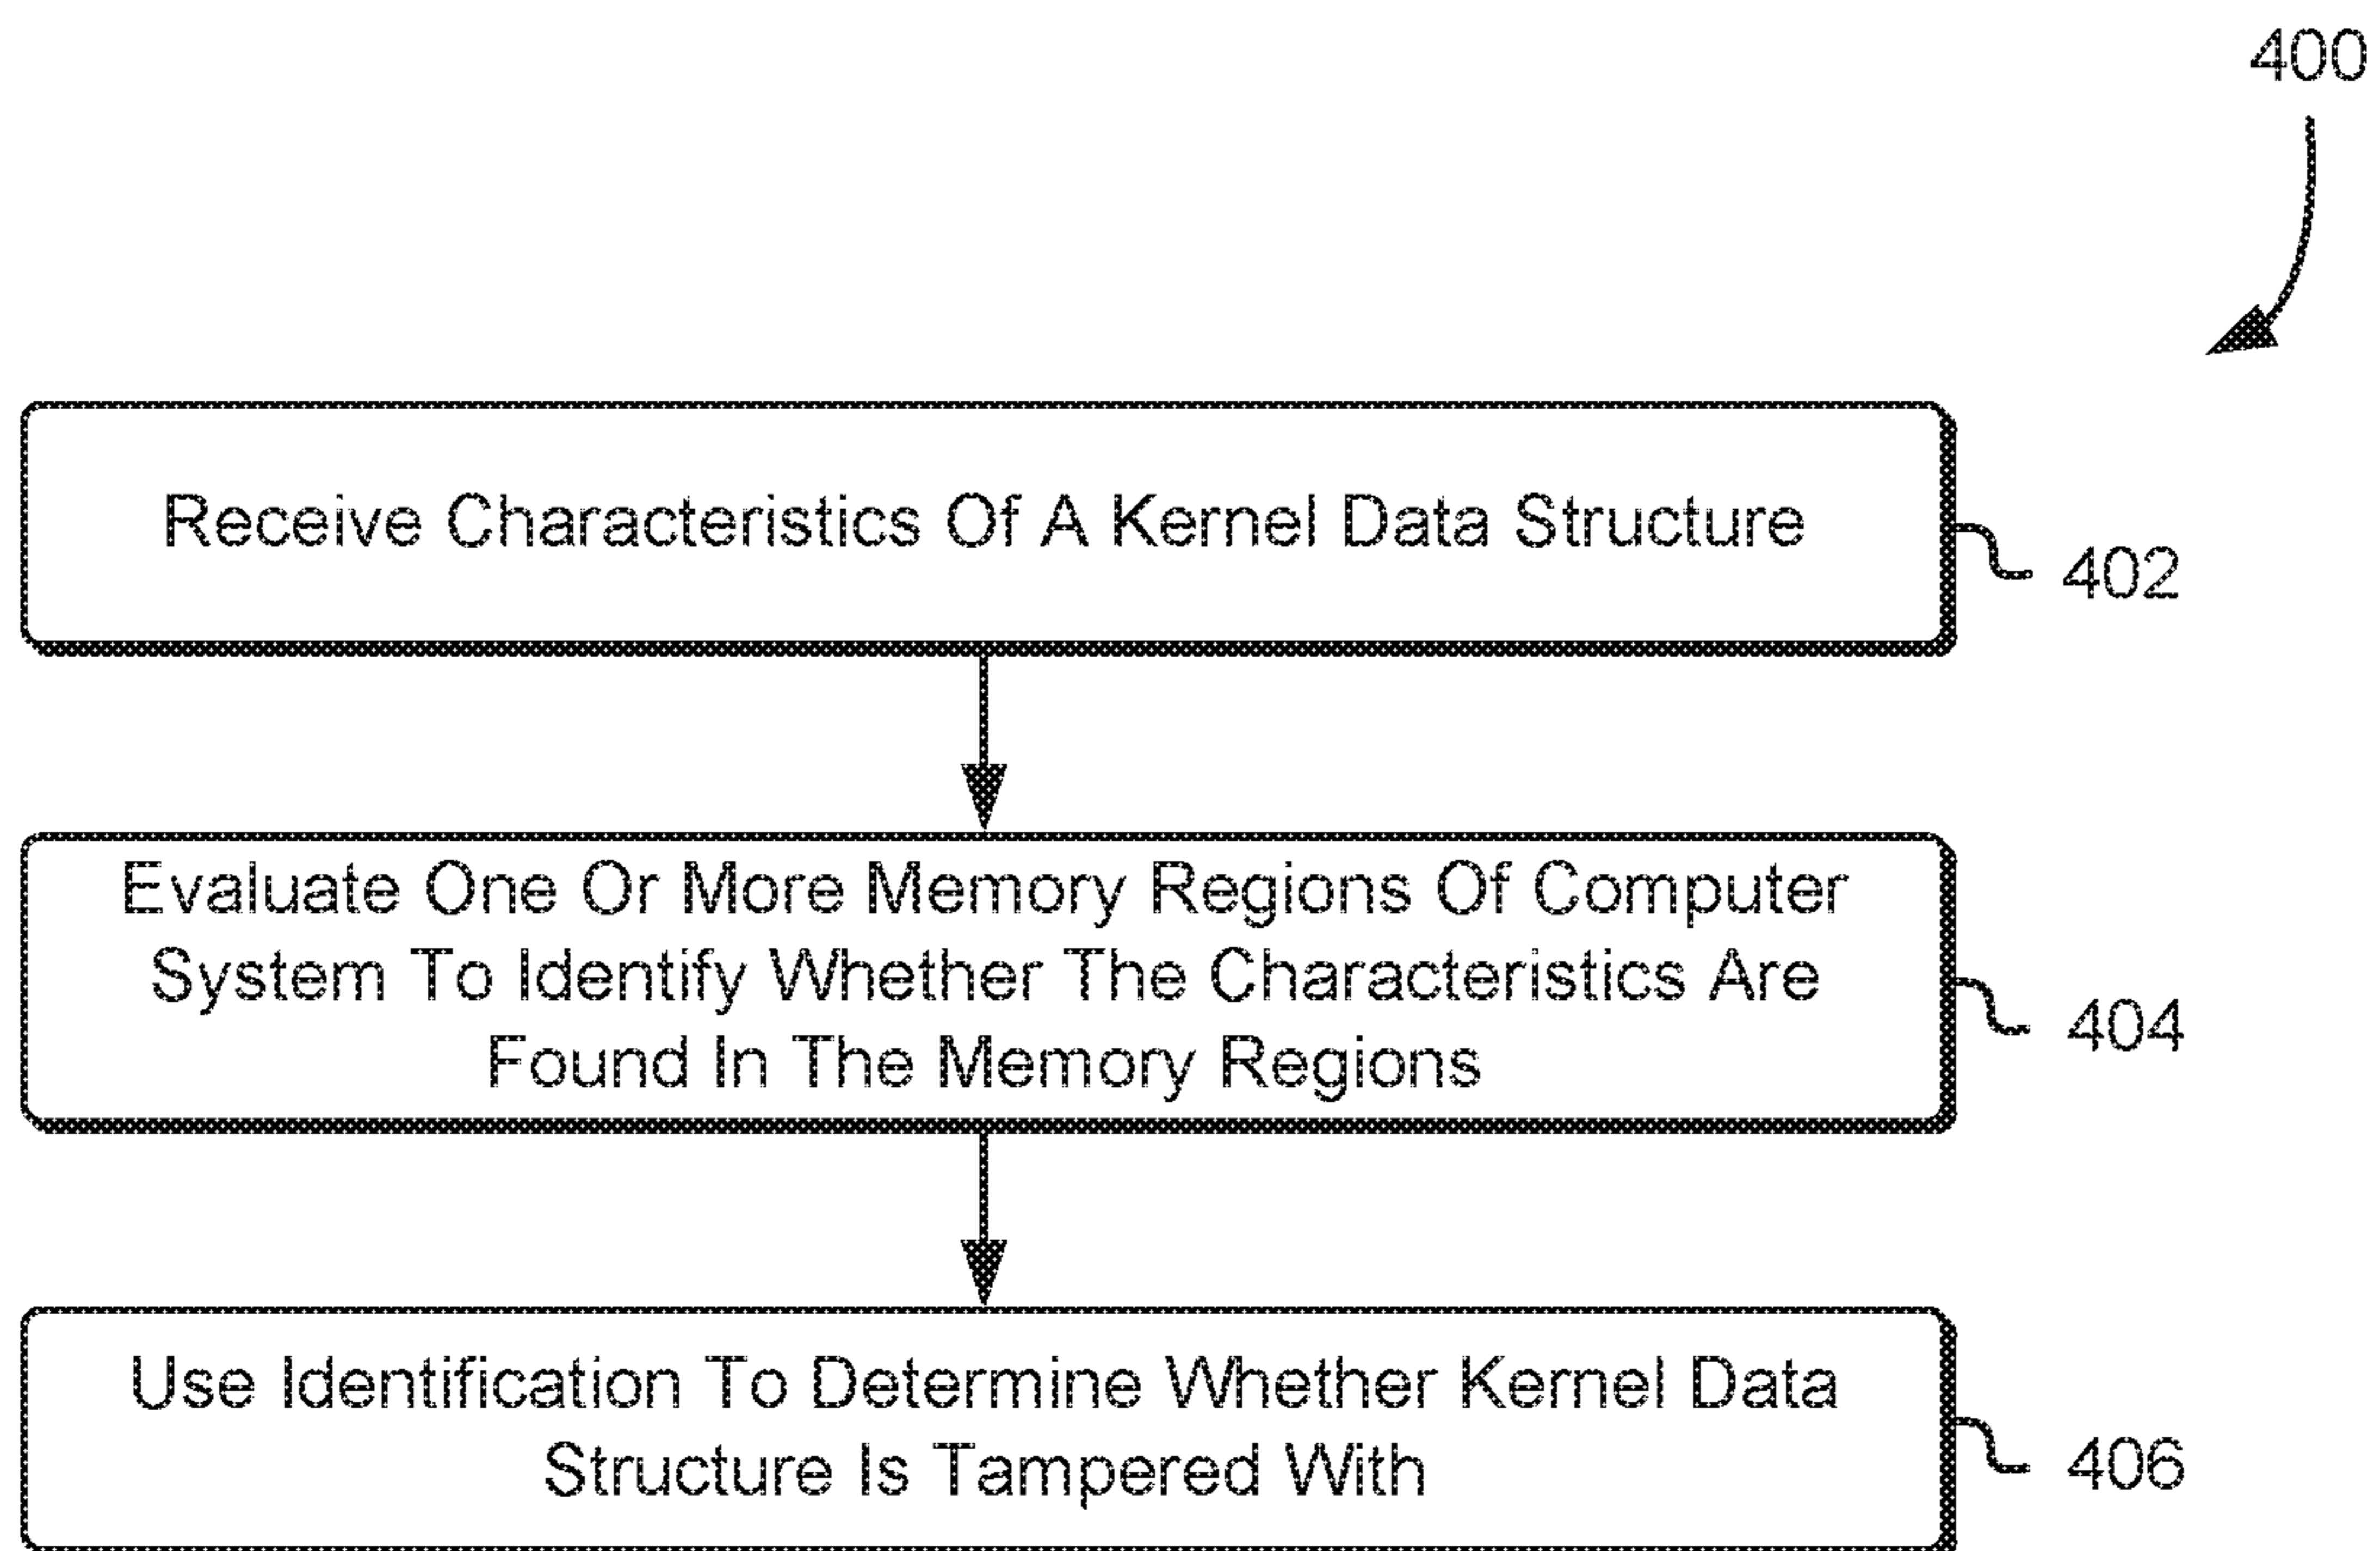 400
Receive Characteristics Of A Kernel Data Structure
402
Evaluate One Or More Memory Regions Of Computer
System To Identify Whether The Characteristics Are
Found In The Memory Regions
404
Use Identification To Determine Whether Kernel Data
Structure Is Tampered With
406